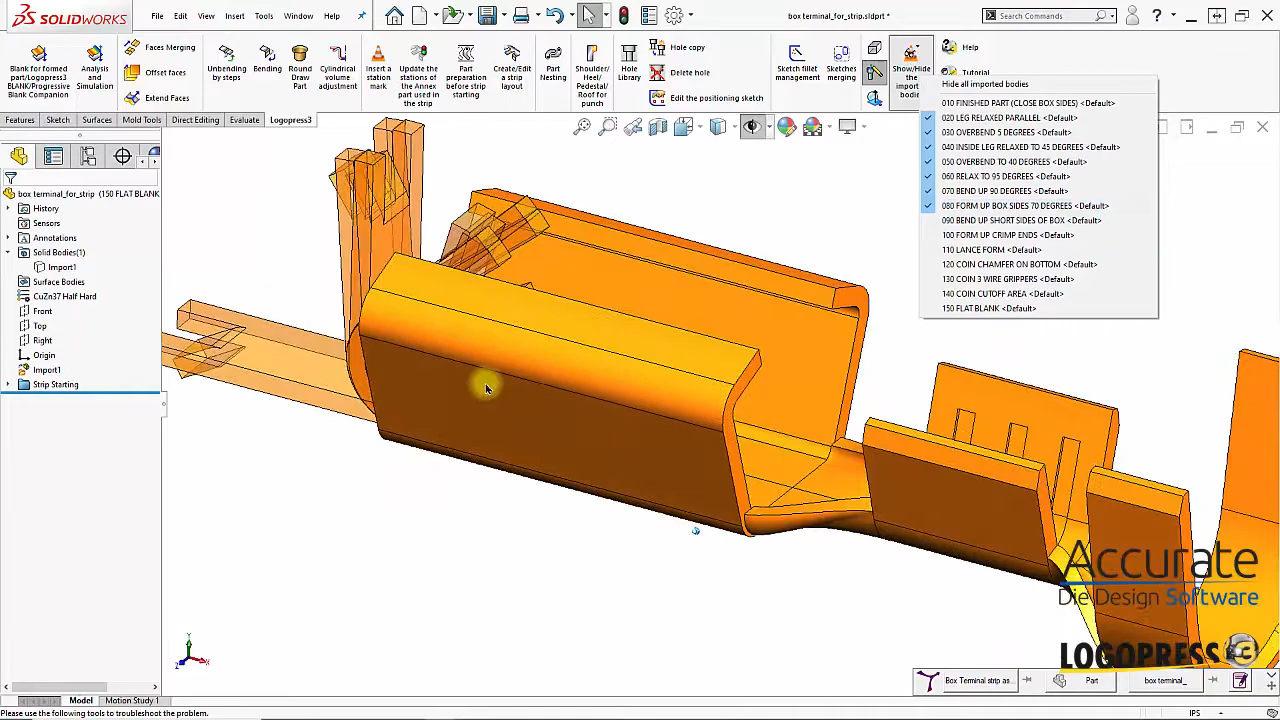 SOLIDWORKS
File Edit View Insert Tools Window Help
box terminal_for_strip.sldprt *
Search Commands
Blank for formed part/Logopress3 BLANK/Progressive Blank Companion
Analysis and Simulation
Faces Merging
Offset faces
Extend Faces
Unbending by steps
Bending
Round Draw Part
Cylindrical volume adjustment
Insert a station mark
Update the stations of the Annex part used in the strip
Part preparation before strip starting
Create/Edit a strip layout
Part Nesting
Shoulder/Heel/Pedestal/Roof for punch
Hole Library
Hole copy
Delete hole
Edit the positioning sketch
Sketch fillet management
Sketches merging
Show/Hide the imported bodies
Help
Tutorial
Features Sketch Surfaces Mold Tools Direct Editing Evaluate Logopress3
Hide all imported bodies
010 FINISHED PART (CLOSE BOX SIDES) <Default>
020 LEG RELAXED PARALLEL <Default>
030 OVERBEND 5 DEGREES <Default>
040 INSIDE LEG RELAXED TO 45 DEGREES <Default>
050 OVERBEND TO 40 DEGREES <Default>
060 RELAX TO 95 DEGREES <Default>
070 BEND UP 90 DEGREES <Default>
080 FORM UP BOX SIDES 70 DEGREES <Default>
090 BEND UP SHORT SIDES OF BOX <Default>
100 FORM UP CRIMP ENDS <Default>
110 LANCE FORM <Default>
120 COIN CHAMFER ON BOTTOM <Default>
130 COIN 3 WIRE GRIPPERS <Default>
140 COIN CUTOFF AREA <Default>
150 FLAT BLANK <Default>
box terminal_for_strip (150 FLAT BLANK)
History
Sensors
Annotations
Solid Bodies(1)
Import1
Surface Bodies
CuZn37 Half Hard
Front
Top
Right
Origin
Import1
Strip Starting
Accurate
Die Design Software
LOGOPRESS3
Box Terminal strip as...
Part
box terminal_
Model Motion Study 1
Please use the following tools to troubleshoot the problem.
IPS